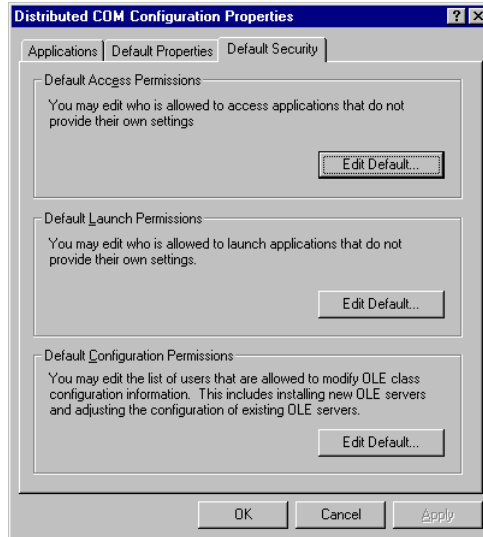 Distributed COM Configuration Properties
Applications Default Properties Default Security
Default Access Permissions
You may edit who is allowed to access applications that do not
provide their own settings
Edit Default...
Default Launch Permissions
You may edit who is allowed to launch applications that do not
provide their own settings.
Edit Default...
Default Configuration Permissions
You may edit the list of users that are allowed to modify OLE class
configuration information. This includes installing new OLE servers
and adjusting the configuration of existing OLE servers.
Edit Default...
OK Cancel Apply